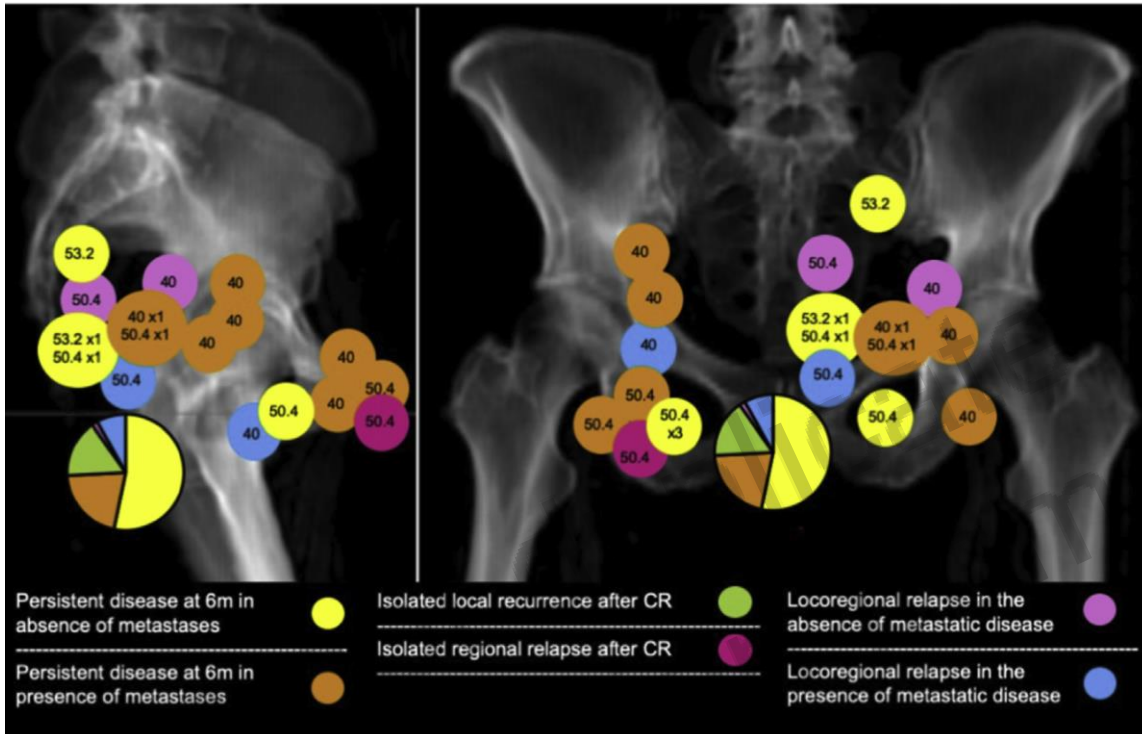 53.2
50.4
40
40
40 x1
50.4 x1
40
53.2 x1
50.4 x1
40
50.4
40
50.4
40
50.4
50.4
40
53.2
40
50.4
40
40
53.2 x1
50.4 x1
40 x1
50.4 x1
40
40
50.4
50.4
50.4
50.4
x3
50.4
50.4
40
Persistent disease at 6m in
absence of metastases
Persistent disease at 6m in
presence of metastases
Isolated local recurrence after CR
Isolated regional relapse after CR
Locoregional relapse in the
absence of metastatic disease
Locoregional relapse in the
presence of metastatic disease